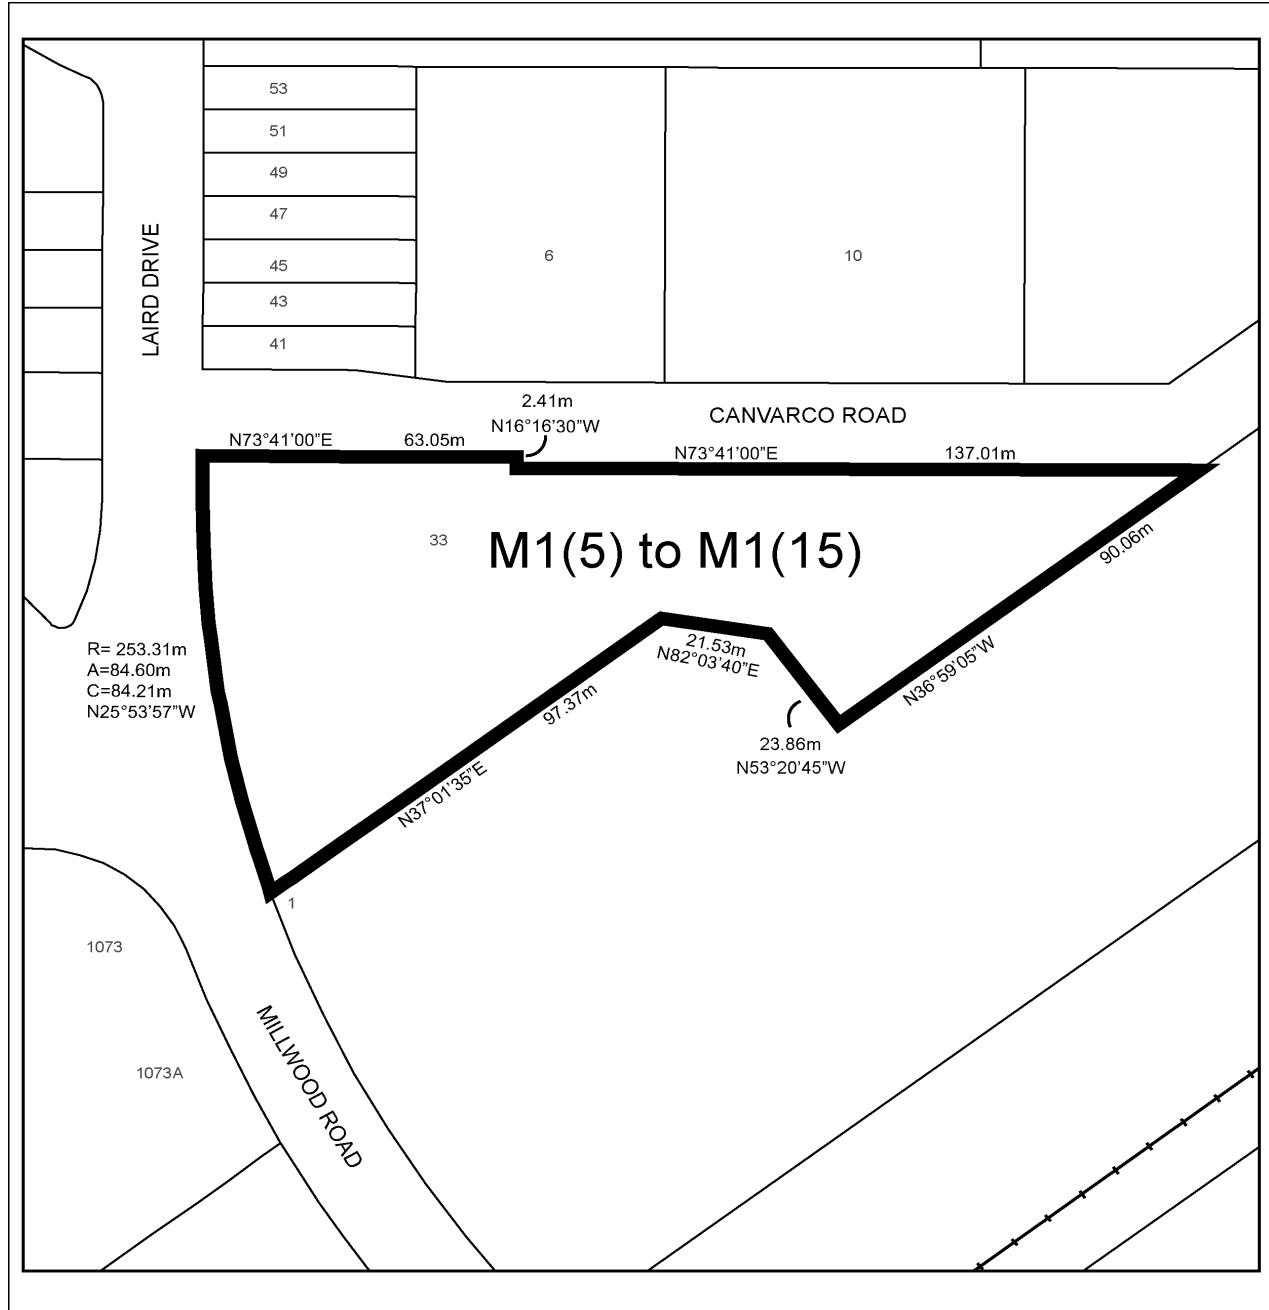 53
51
49
47
45
43
41
6
10
LAIRD DRIVE
2.41m
N16°16’30”W
CANVARCO ROAD
N73°41’00”E
63.05m
N73°41’00”E
137.01m
33
M1(5) to M1(15)
90.06m
N36°59’05”W
21.53m
N82°03’40”E
R= 253.31m
A=84.60m
C=84.21m
N25°53’57”W
97.37m
N37°01’35”E
23.86m
N53°20’45”W
1
1073
1073A
MILLWOOD ROAD